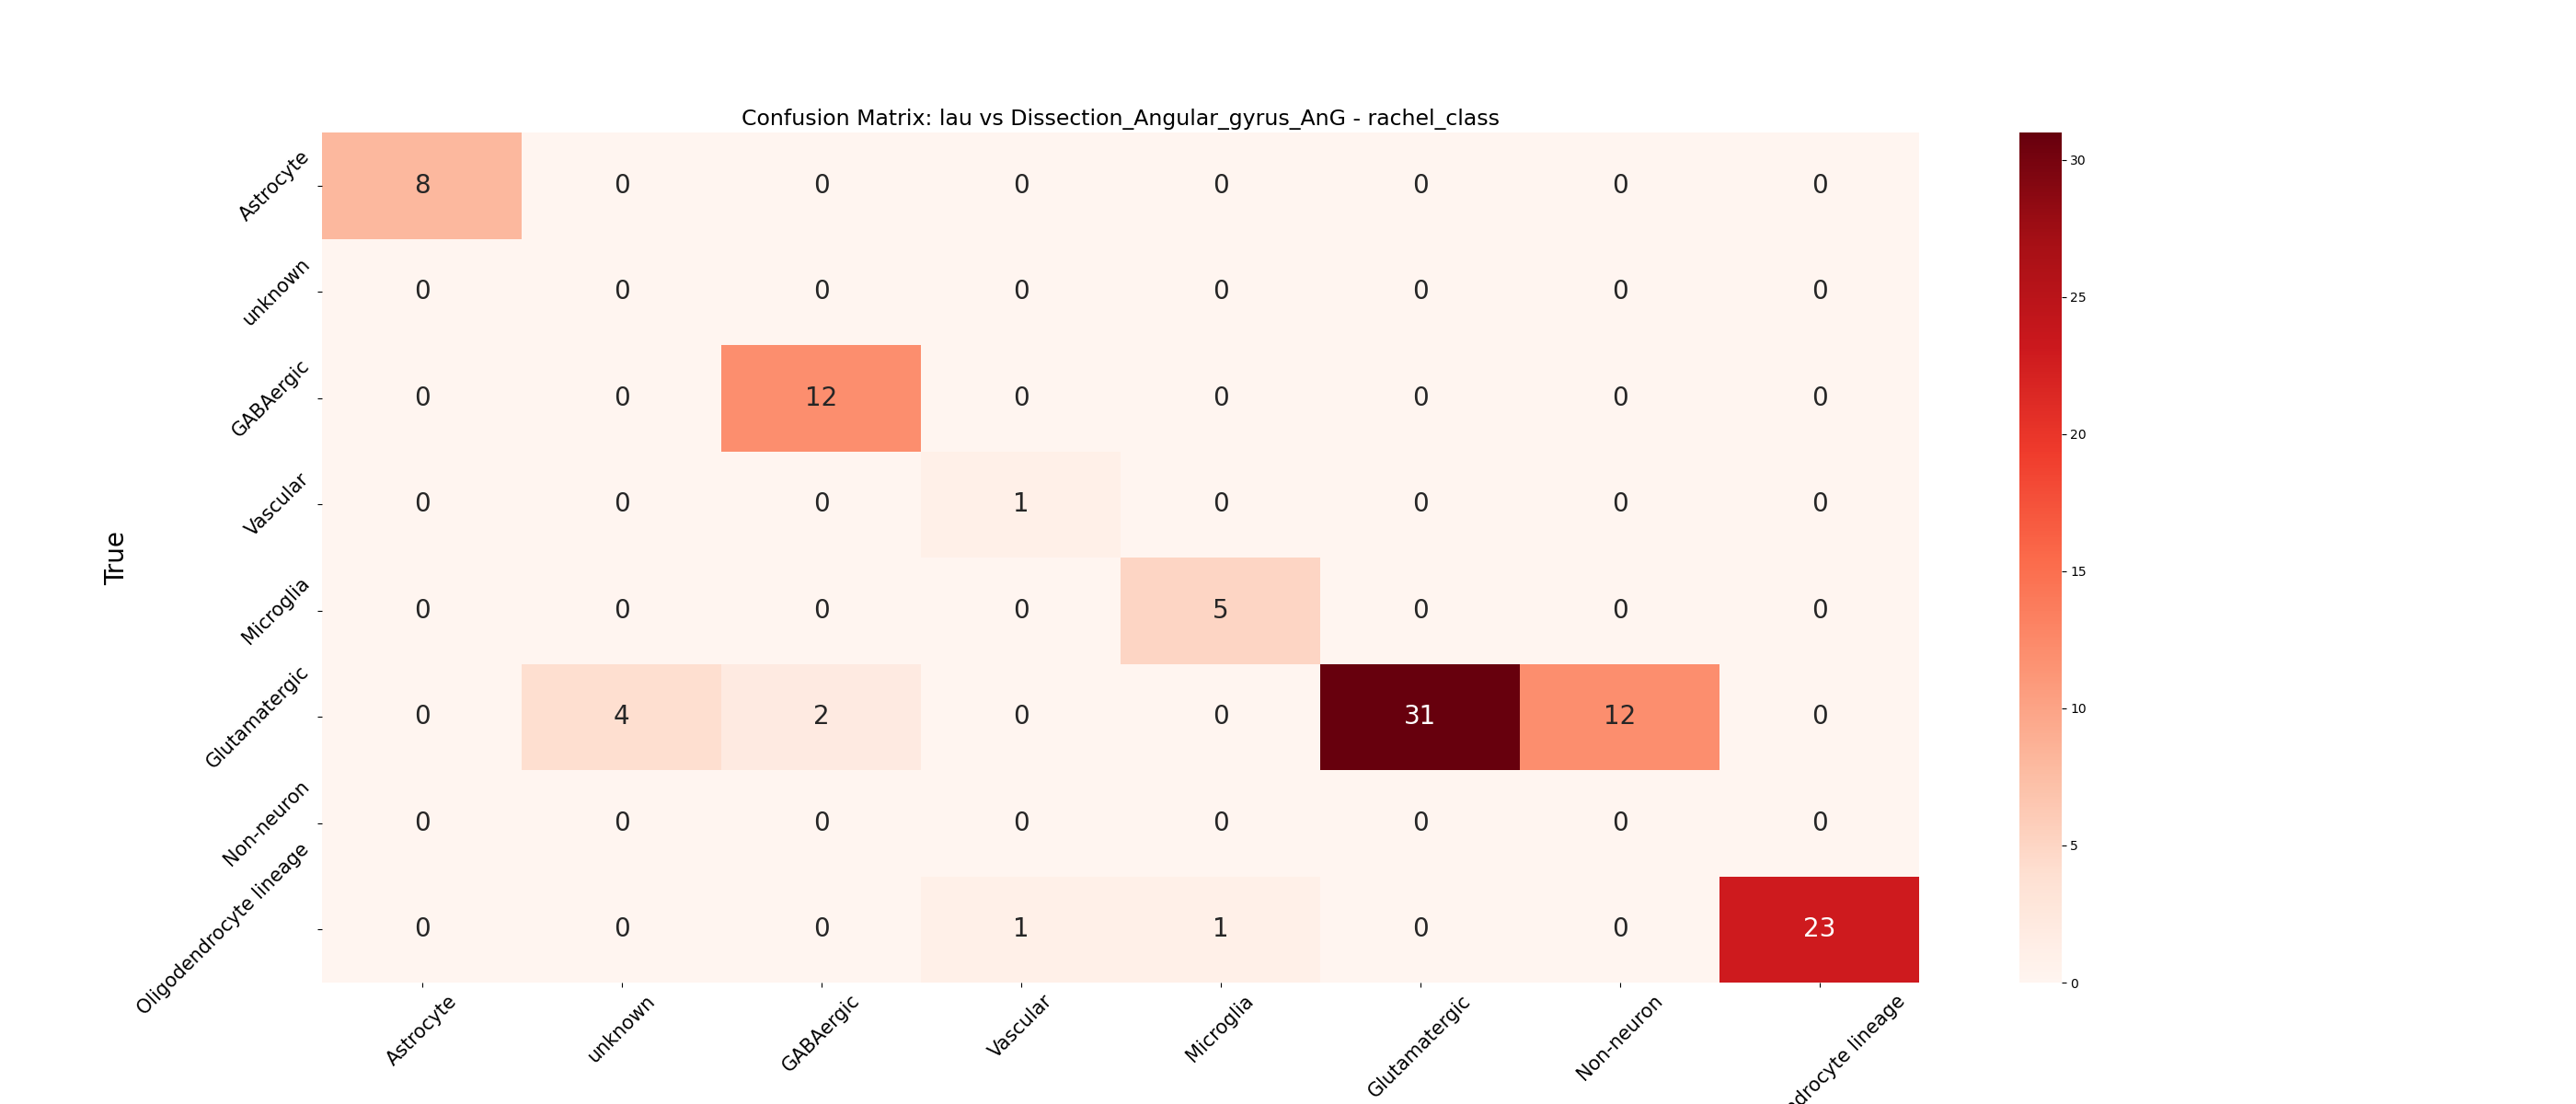 Confusion Matrix: lau vs Dissection_Angular_gyrus_AnG - rachel_class
True
Astrocyte 8 0 0 0 0 0 0 0
unknown 0 0 0 0 0 0 0 0
GABAergic 0 0 12 0 0 0 0 0
Vascular 0 0 0 1 0 0 0 0
Microglia 0 0 0 0 5 0 0 0
Glutamatergic 0 4 2 0 0 31 12 0
Non-neuron 0 0 0 0 0 0 0 0
Oligodendrocyte lineage 0 0 0 1 1 0 0 23
Astrocyte unknown GABAergic Vascular Microglia Glutamatergic Non-neuron lineage
30
25
20
15
10
5
0